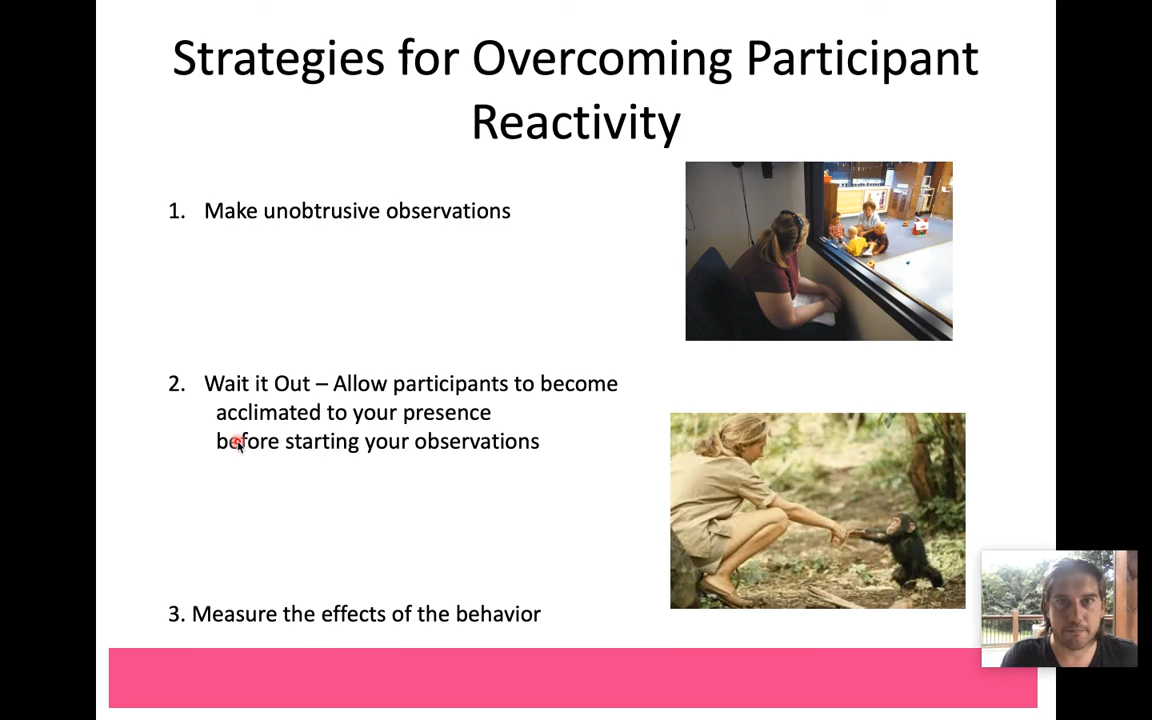 Strategies for Overcoming Participant
Reactivity
1. Make unobtrusive observations
2. Wait it Out – Allow participants to become
acclimated to your presence
before starting your observations
3. Measure the effects of the behavior